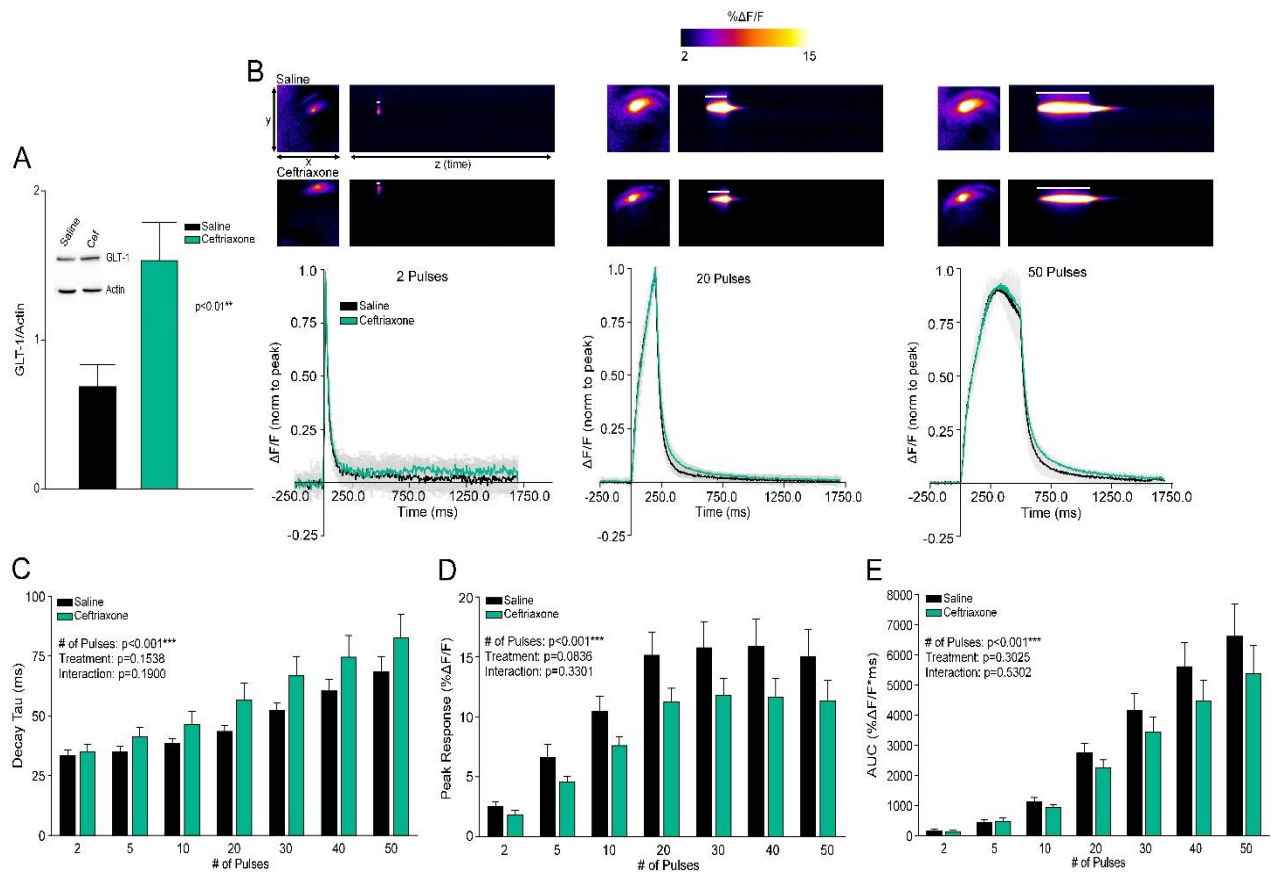 %ΔF/F
2
15
B
Saline
y
x
z (time)
Ceftriaxone
A
2
1
0
GLT-1/Actin
Saline
Cef
GLT-1
Actin
Saline
Ceftriaxone
p<0.01**
2 Pulses
Saline
Ceftriaxone
1.0
0.75
0.50
0.25
-0.25
ΔF/F (norm to peak)
-250.0
250.0
750.0
1250.0
1750.0
Time (ms)
20 Pulses
1.0
0.75
0.50
0.25
-0.25
ΔF/F (norm to peak)
-250.0
250.0
750.0
1250.0
1750.0
Time (ms)
50 Pulses
1.0
0.75
0.50
0.25
-0.25
ΔF/F (norm to peak)
-250.0
250.0
750.0
1250.0
1750.0
Time (ms)
C
Saline
Ceftriaxone
# of Pulses: p<0.001***
Treatment: p=0.1538
Interaction: p=0.1900
100
75
50
25
0
Decay Tau (ms)
2 5 10 20 30 40 50
# of Pulses
D
Saline
Ceftriaxone
# of Pulses: p<0.001***
Treatment: p=0.0836
Interaction: p=0.3301
20
15
10
5
0
Peak Response (%ΔF/F)
2 5 10 20 30 40 50
# of Pulses
E
Saline
Ceftriaxone
# of Pulses: p<0.001***
Treatment: p=0.3025
Interaction: p=0.5302
8000
7000
6000
5000
4000
3000
2000
1000
0
AUC (%ΔF/F*ms)
2 5 10 20 30 40 50
# of Pulses